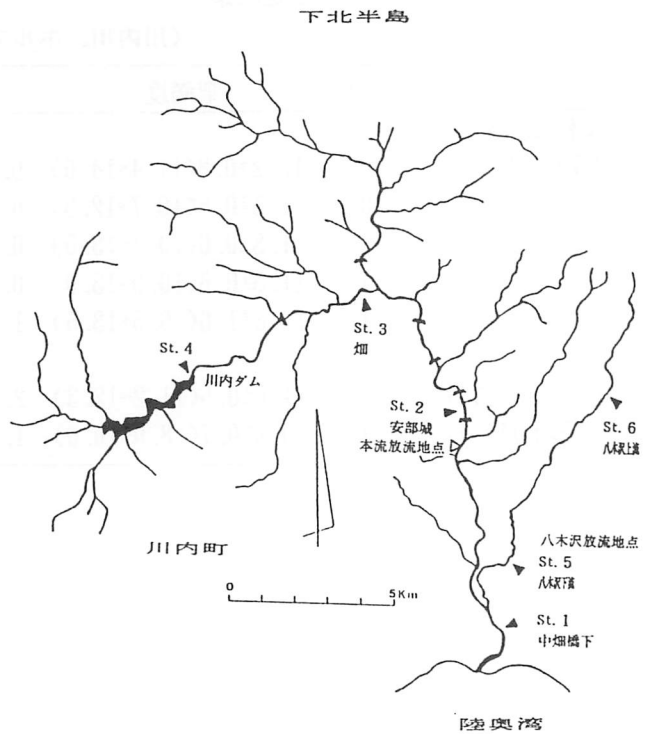 下北半島
St. 3
畑
St. 4
川内ダム
St. 2
安部城
本流放流地点
St. 6
八木沢上流
川内町
八木沢放流地点
St. 5
八木沢下流
0
5Km
St. 1
中畑橋下
陸奥湾